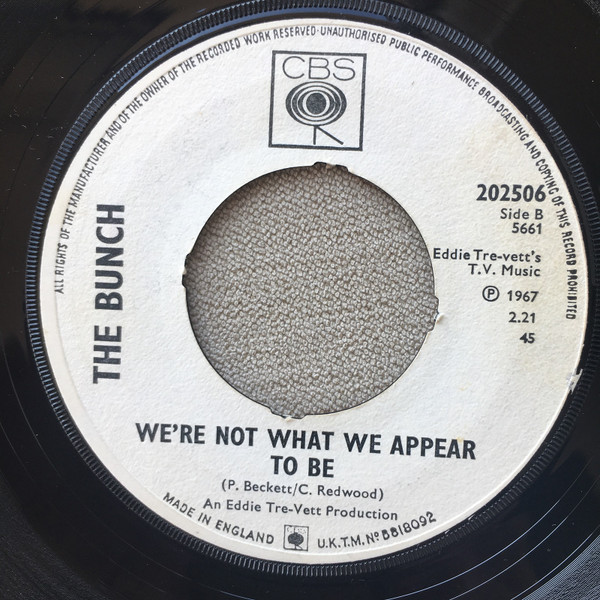 ALL RIGHTS OF THE MANUFACTURER AND OF THE OWNER OF THE RECORDED WORK RESERVED·UNAUTHORISED PUBLIC PERFORMANCE BROADCASTING AND COPYING OF THIS RECORD PROHIBITED
CBS
202506
Side B
5661
Eddie Tre-vett's
T.V. Music
Ⓟ 1967
2.21
45
THE BUNCH
WE'RE NOT WHAT WE APPEAR
TO BE
(P. Beckett/C. Redwood)
An Eddie Tre-Vett Production
MADE IN ENGLAND
U.K.T.M. Nº BB18092